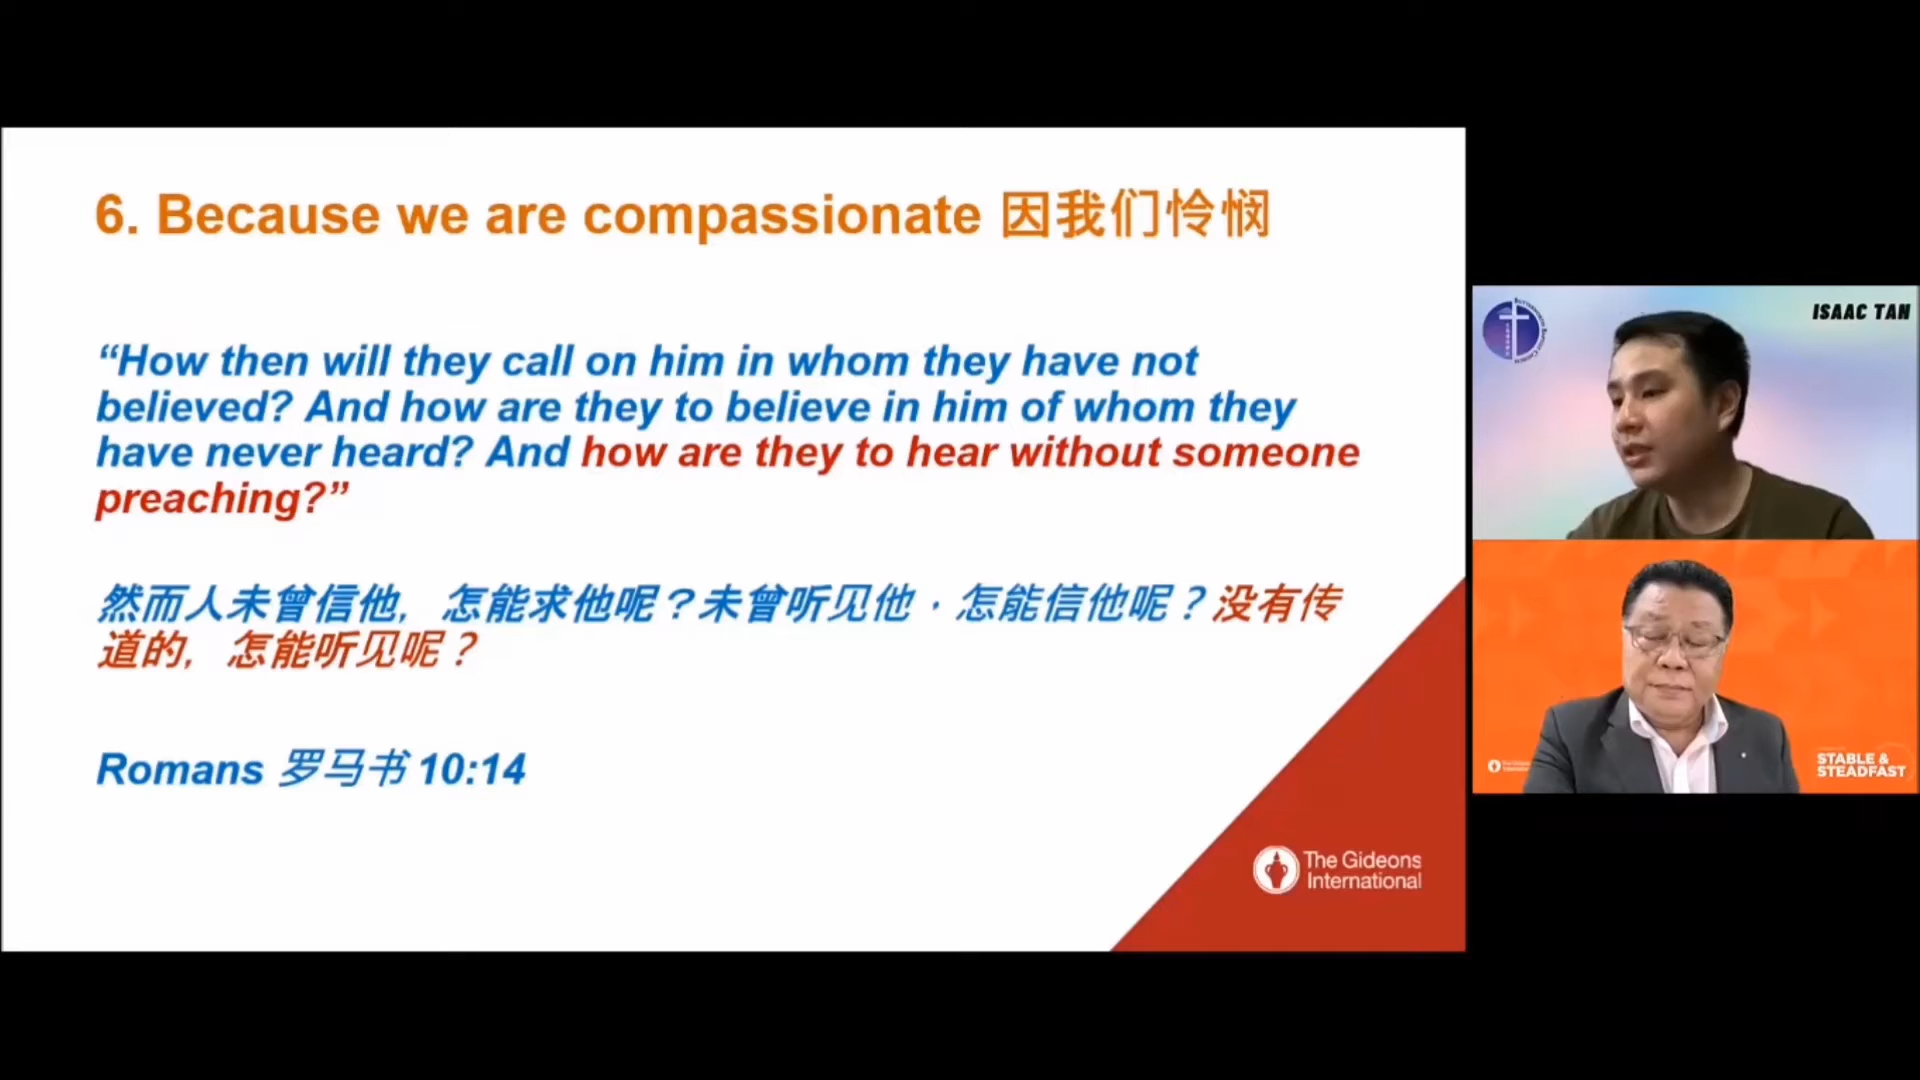 6. Because we are compassionate 因我们怜悯
“How then will they call on him in whom they have not
believed? And how are they to believe in him of whom they
have never heard? And how are they to hear without someone
preaching?”
然而人未曾信他，怎能求他呢？未曾听见他．怎能信他呢？没有传
道的，怎能听见呢？
Romans 罗马书 10:14
The Gideons
International
ISAAC TAN
The Gideons
STABLE &
STEADFAST